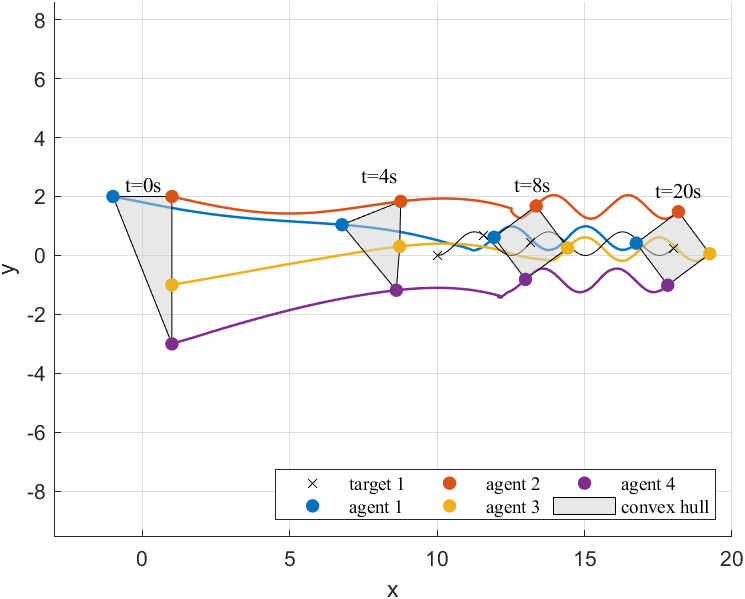 8
6
4
t=4s
t=0s
t=8s
t=20s
2
0
-2
-4
-6
-8
y
target 1
agent 2
agent 4
agent 1
agent 3
convex hull
0
5
10
15
20
x